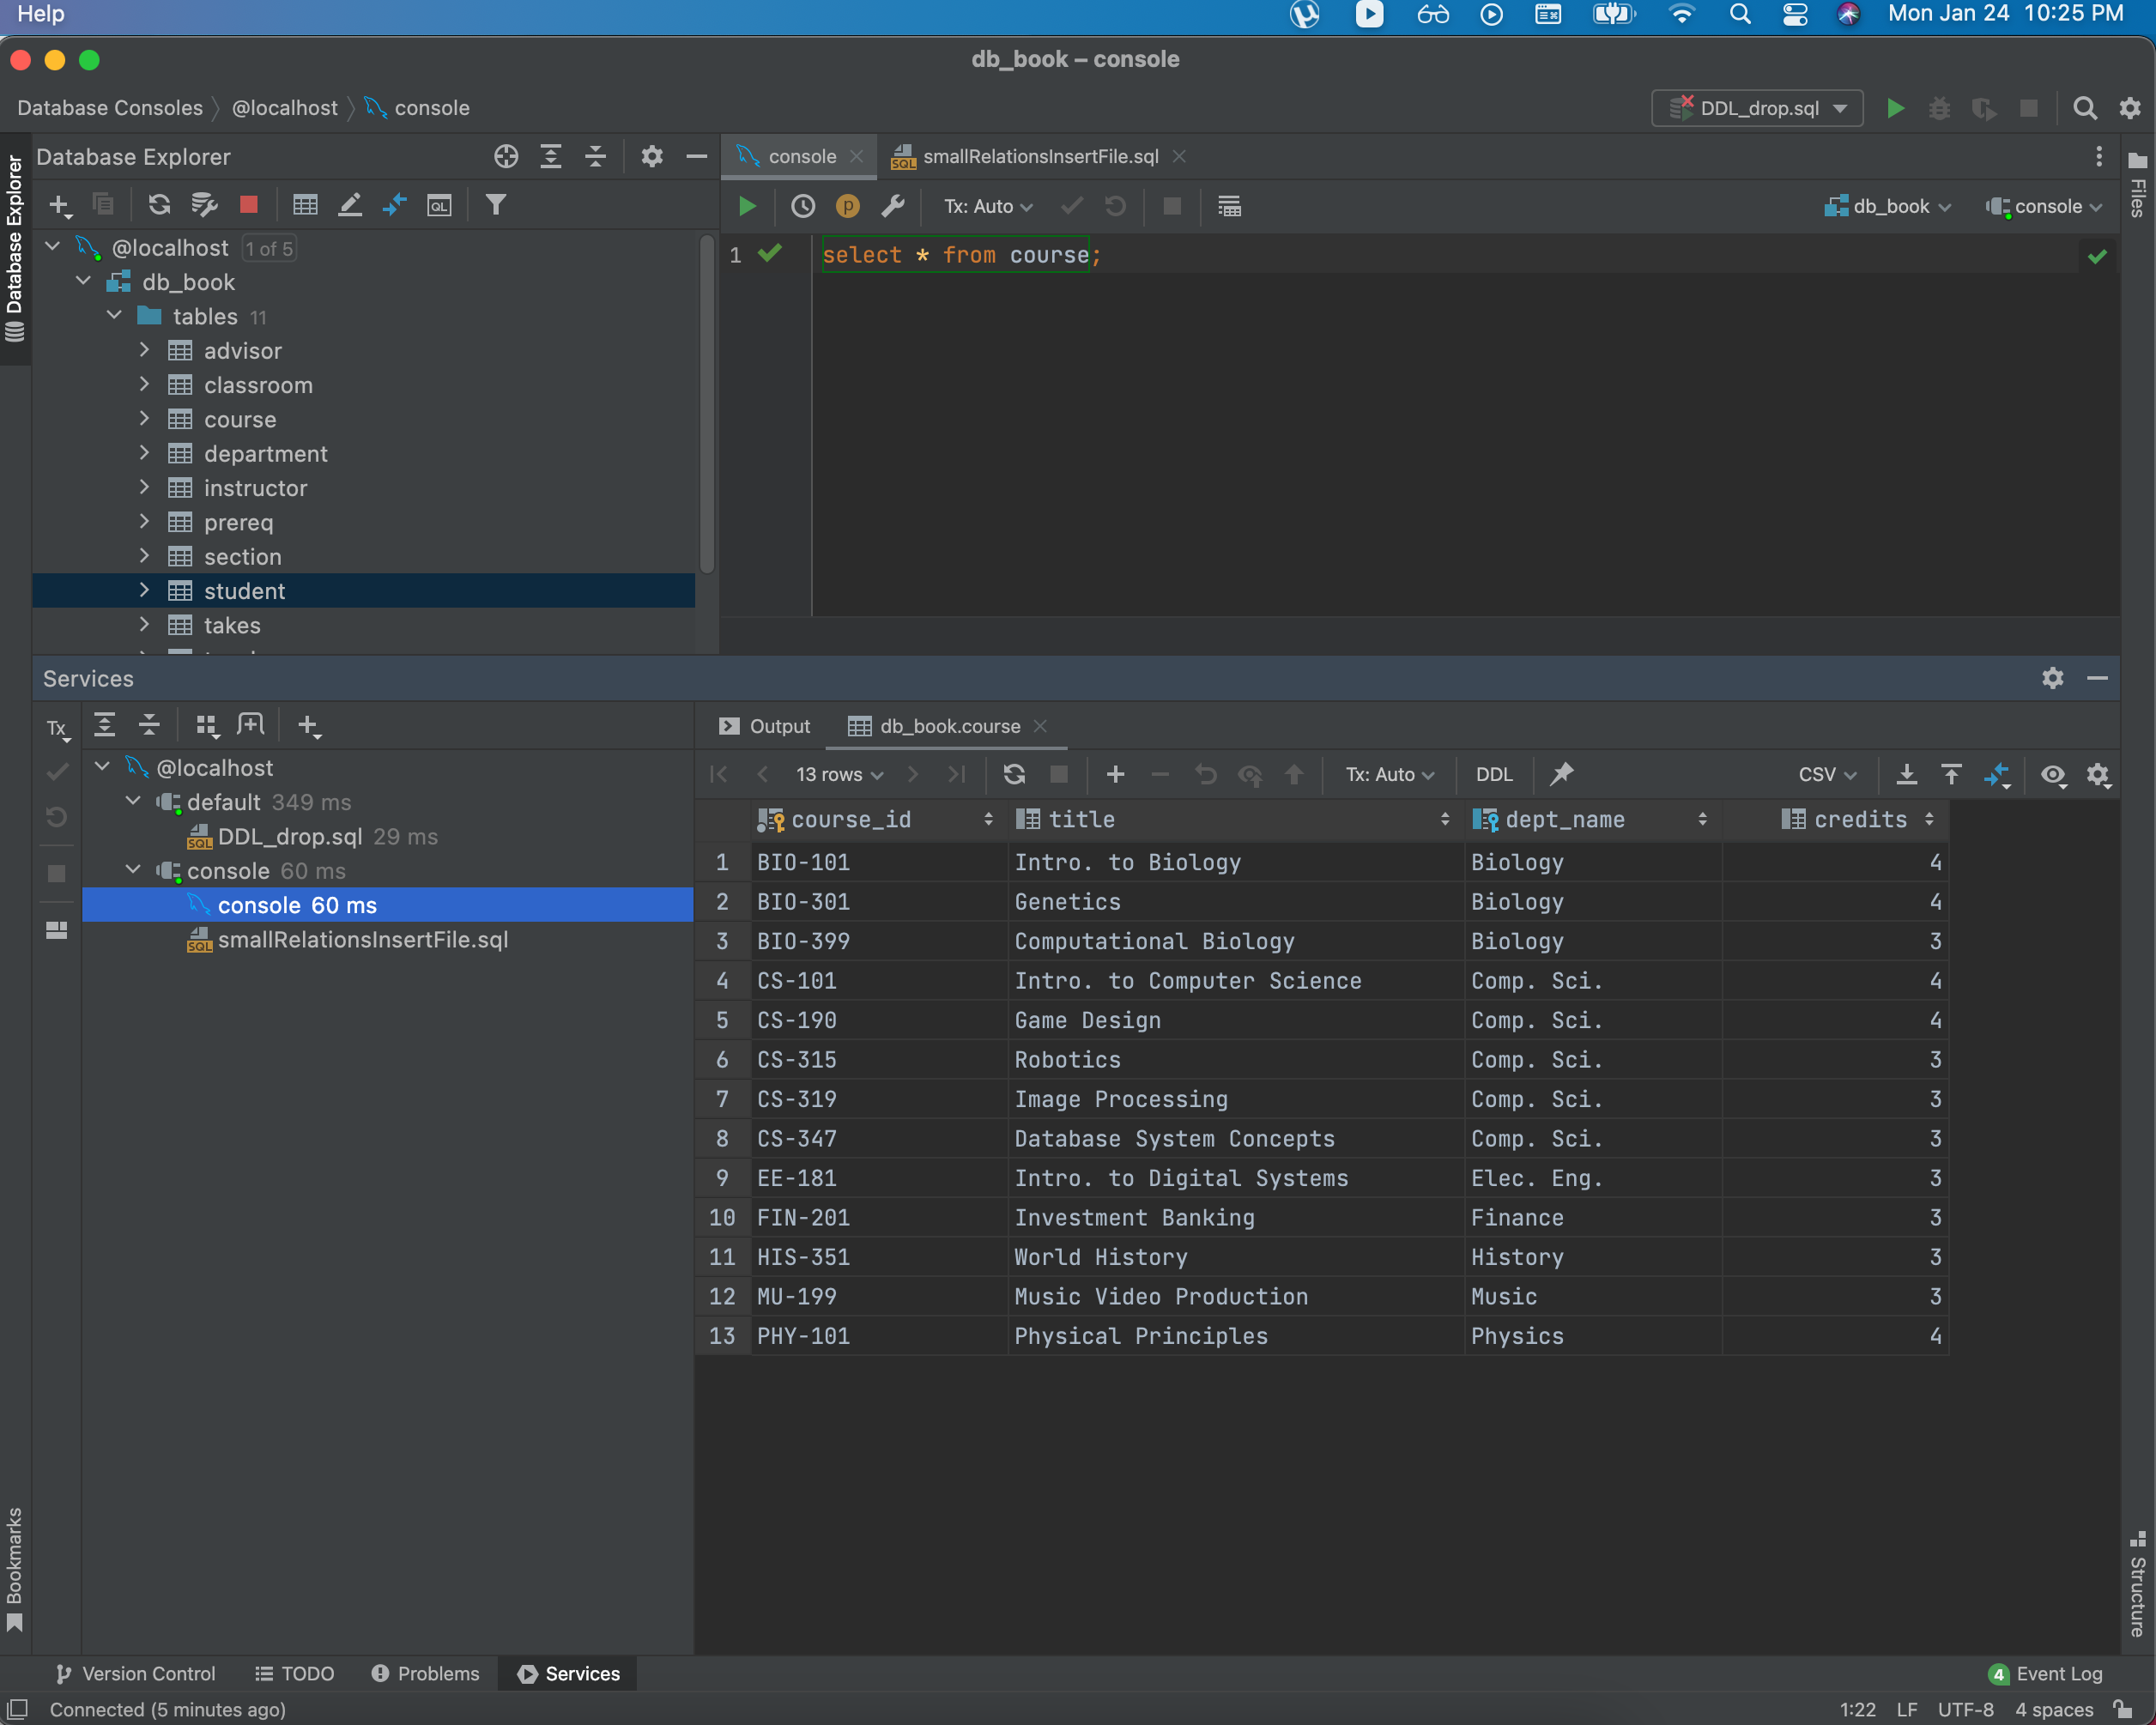 Help
Mon Jan 24 10:25 PM
db_book – console
Database Consoles @localhost console
DDL_drop.sql
Database Explorer
console
smallRelationsInsertFile.sql
Database Explorer
Files
QL
p
Tx: Auto
db_book
console
@localhost 1 of 5
db_book
tables 11
advisor
classroom
course
department
instructor
prereq
section
student
takes
1
select * from course;
Services
Tx
@localhost
default 349 ms
DDL_drop.sql 29 ms
console 60 ms
console 60 ms
smallRelationsInsertFile.sql
Output
db_book.course
13 rows
Tx: Auto
DDL
CSV
course_id title dept_name credits
1 BIO-101 Intro. to Biology Biology 4
2 BIO-301 Genetics Biology 4
3 BIO-399 Computational Biology Biology 3
4 CS-101 Intro. to Computer Science Comp. Sci. 4
5 CS-190 Game Design Comp. Sci. 4
6 CS-315 Robotics Comp. Sci. 3
7 CS-319 Image Processing Comp. Sci. 3
8 CS-347 Database System Concepts Comp. Sci. 3
9 EE-181 Intro. to Digital Systems Elec. Eng. 3
10 FIN-201 Investment Banking Finance 3
11 HIS-351 World History History 3
12 MU-199 Music Video Production Music 3
13 PHY-101 Physical Principles Physics 4
Bookmarks
Structure
Version Control TODO Problems Services
4 Event Log
Connected (5 minutes ago)
1:22 LF UTF-8 4 spaces